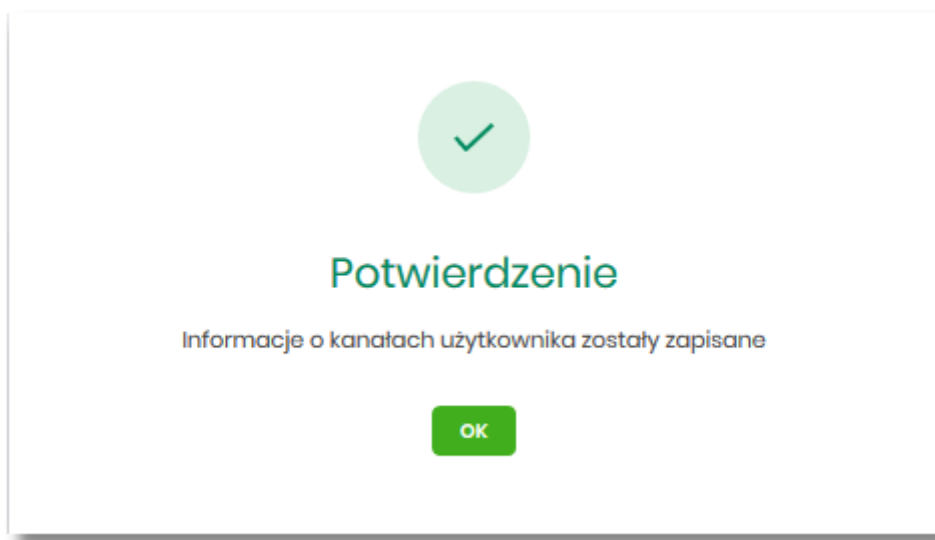 Potwierdzenie
Informacje o kanałach użytkownika zostały zapisane
OK